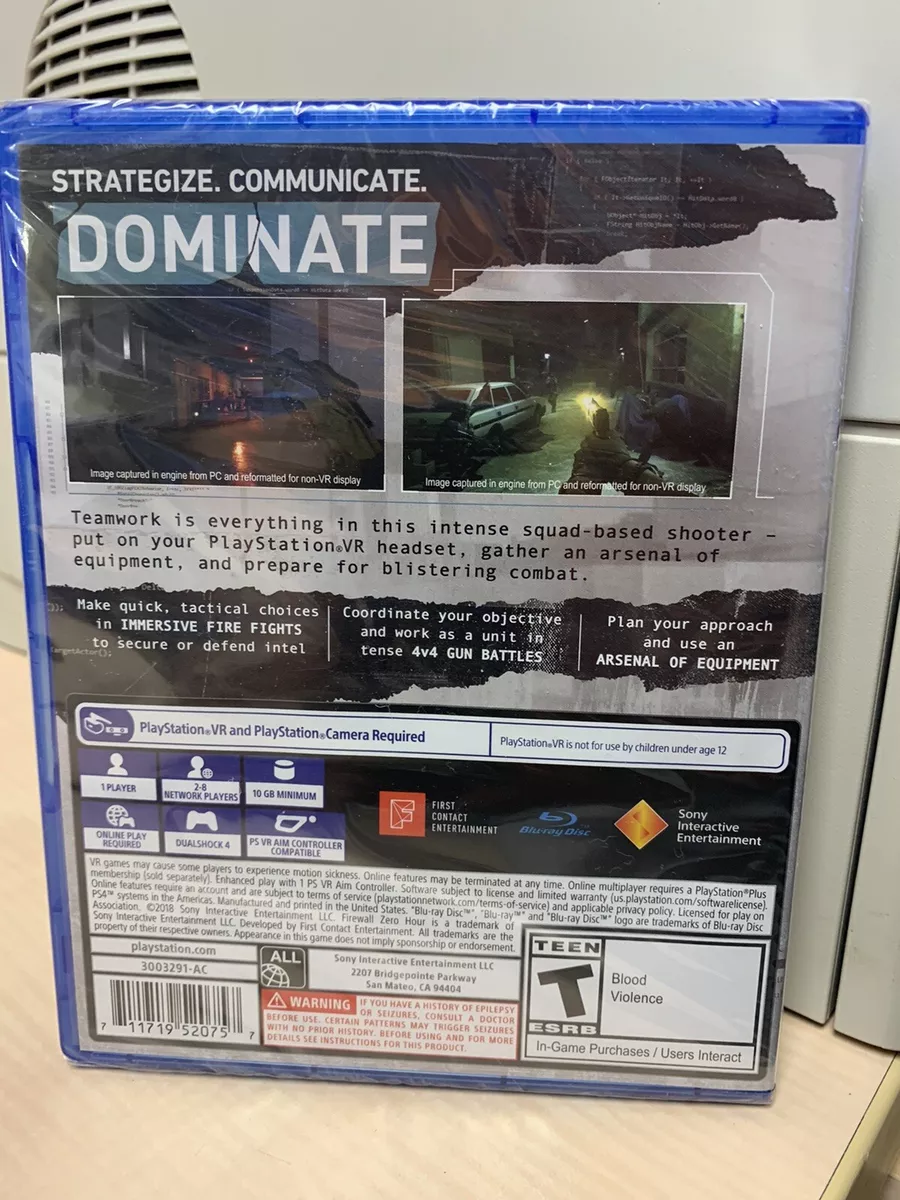 STRATEGIZE. COMMUNICATE.
DOMINATE
Image captured in engine from PC and reformatted for non-VR display
Image captured in engine from PC and reformatted for non-VR display
Teamwork is everything in this intense squad-based shooter –
put on your PlayStation®VR headset, gather an arsenal of
equipment, and prepare for blistering combat.
Make quick, tactical choices
in IMMERSIVE FIRE FIGHTS
to secure or defend intel
Coordinate your objective
and work as a unit in
tense 4v4 GUN BATTLES
Plan your approach
and use an
ARSENAL OF EQUIPMENT
PlayStation®VR and PlayStation®Camera Required
PlayStation®VR is not for use by children under age 12
1 PLAYER
2-8
NETWORK PLAYERS
10 GB MINIMUM
ONLINE PLAY
REQUIRED
DUALSHOCK 4
PS VR AIM CONTROLLER
COMPATIBLE
FIRST
CONTACT
ENTERTAINMENT
Blu-ray Disc
Sony
Interactive
Entertainment
VR games may cause some players to experience motion sickness. Online features may be terminated at any time. Online multiplayer requires a PlayStation®Plus
membership (sold separately). Enhanced play with 1 PS VR Aim Controller. Software subject to license and limited warranty (us.playstation.com/softwarelicense).
Online features require an account and are subject to terms of service (playstationnetwork.com/terms-of-service) and applicable privacy policy. Licensed for play on
PS4™ systems in the Americas. Manufactured and printed in the United States. "Blu-ray Disc™", "Blu-ray™" and "Blu-ray Disc™" logo are trademarks of Blu-ray Disc
Association. ©2018 Sony Interactive Entertainment LLC. Firewall Zero Hour is a trademark of
Sony Interactive Entertainment LLC. Developed by First Contact Entertainment. All trademarks are the
property of their respective owners. Appearance in this game does not imply sponsorship or endorsement.
playstation.com
3003291-AC
7 11719 52075 7
ALL
Sony Interactive Entertainment LLC
2207 Bridgepointe Parkway
San Mateo, CA 94404
WARNING IF YOU HAVE A HISTORY OF EPILEPSY
OR SEIZURES, CONSULT A DOCTOR
BEFORE USE. CERTAIN PATTERNS MAY TRIGGER SEIZURES
WITH NO PRIOR HISTORY. BEFORE USING AND FOR MORE
DETAILS SEE INSTRUCTIONS FOR THIS PRODUCT.
TEEN
T
ESRB
Blood
Violence
In-Game Purchases / Users Interact